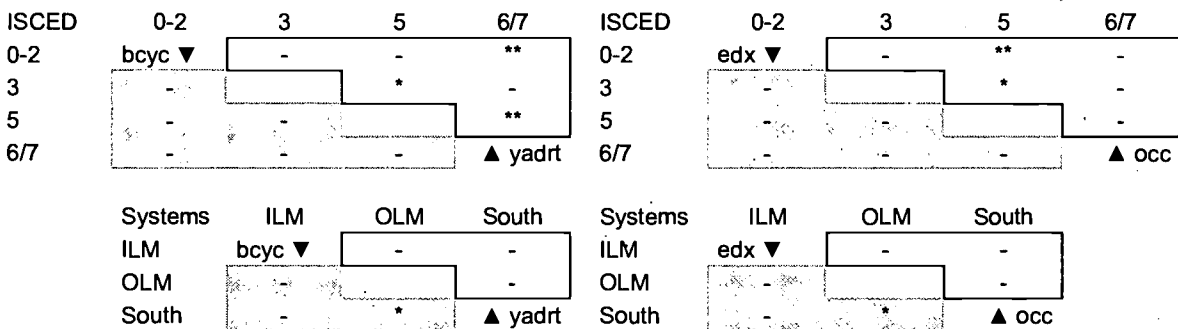 ISCED 0-2 3 5 6/7 ISCED 0-2 3 5 6/7
0-2 bcyc ▼ - - ** 0-2 edx ▼ - ** -
3 - * - 3 - * -
5 - - ** 5 - - -
6/7 - - - ▲ yadrt 6/7 - - - ▲ occ
Systems ILM OLM South Systems ILM OLM South
ILM bcyc ▼ - - ILM edx ▼ - -
OLM - - OLM - -
South - * ▲ yadrt South - * ▲ occ